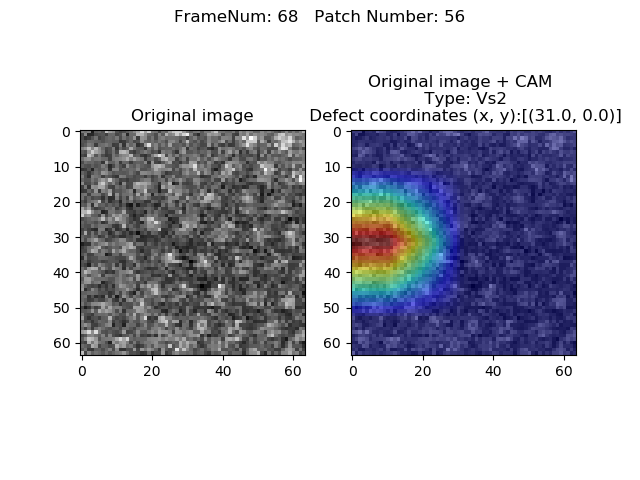 FrameNum: 68   Patch Number: 56
Original image
Original image + CAM
Type: Vs2
Defect coordinates (x, y):[(31.0, 0.0)]
0
10
20
30
40
50
60
0 20 40 60
0
10
20
30
40
50
60
0 20 40 60